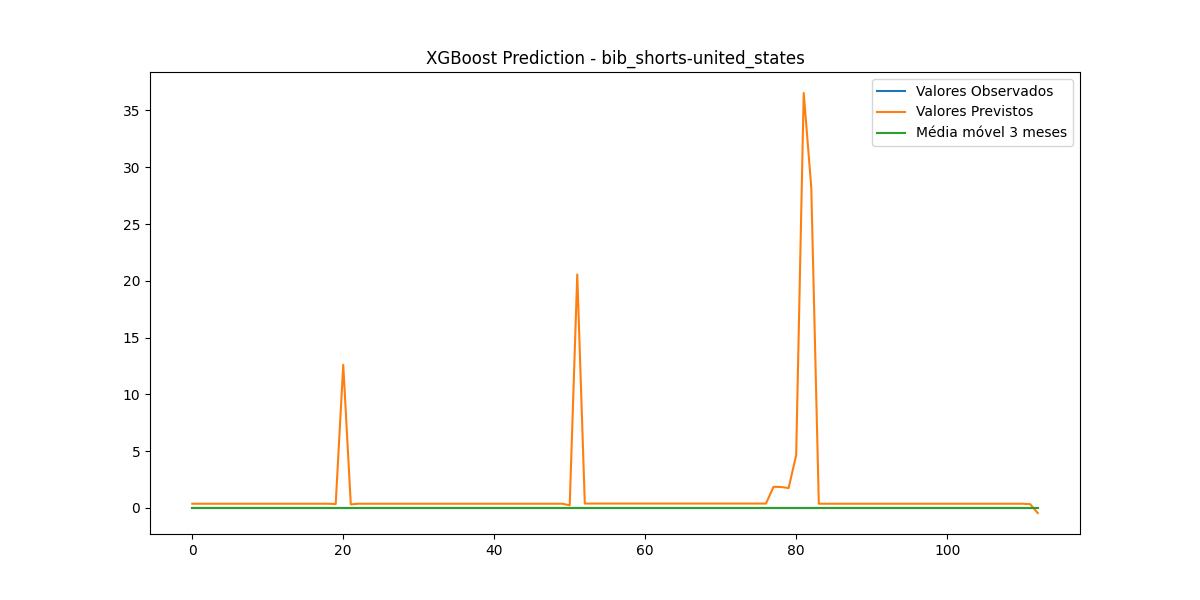 XGBoost Prediction - bib_shorts-united_states
Valores Observados
Valores Previstos
Média móvel 3 meses
35
30
25
20
15
10
5
0
0 20 40 60 80 100